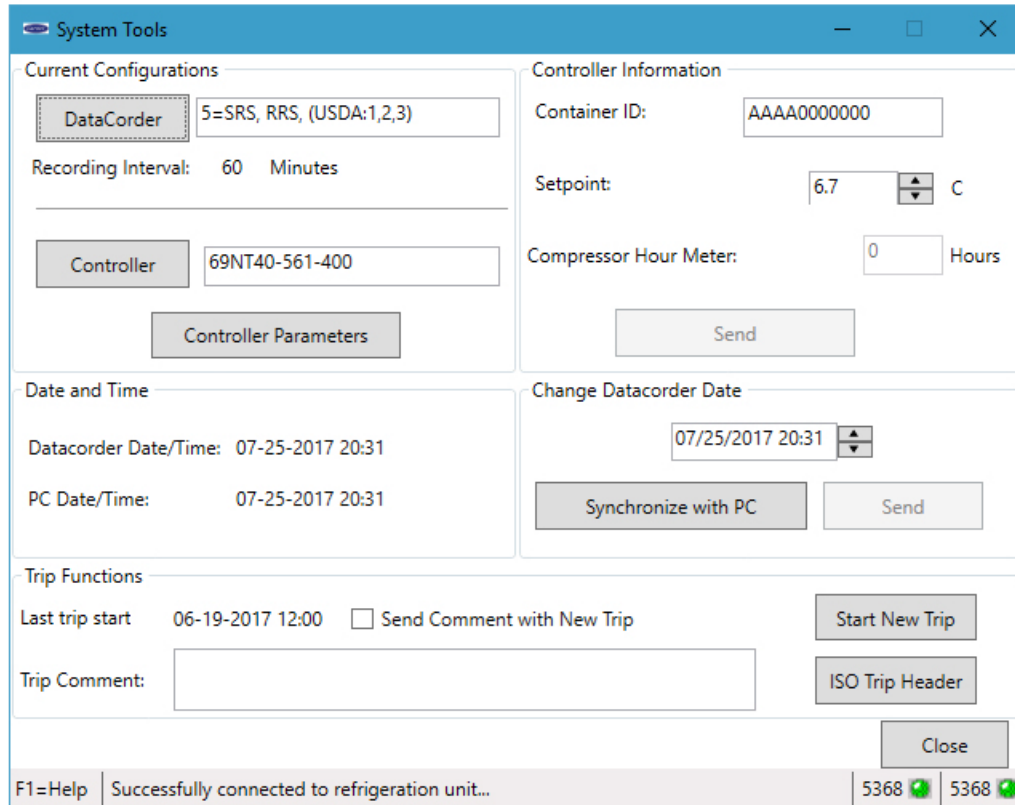 System Tools
Current Configurations
DataCorder
5=SRS, RRS, (USDA:1,2,3)
Recording Interval: 60 Minutes
Controller
69NT40-561-400
Controller Parameters
Controller Information
Container ID: AAAA0000000
Setpoint: 6.7 C
Compressor Hour Meter: 0 Hours
Send
Date and Time
Datacorder Date/Time: 07-25-2017 20:31
PC Date/Time: 07-25-2017 20:31
Change Datacorder Date
07/25/2017 20:31
Synchronize with PC
Send
Trip Functions
Last trip start 06-19-2017 12:00 Send Comment with New Trip
Start New Trip
Trip Comment:
ISO Trip Header
Close
F1=Help Successfully connected to refrigeration unit... 5368 5368